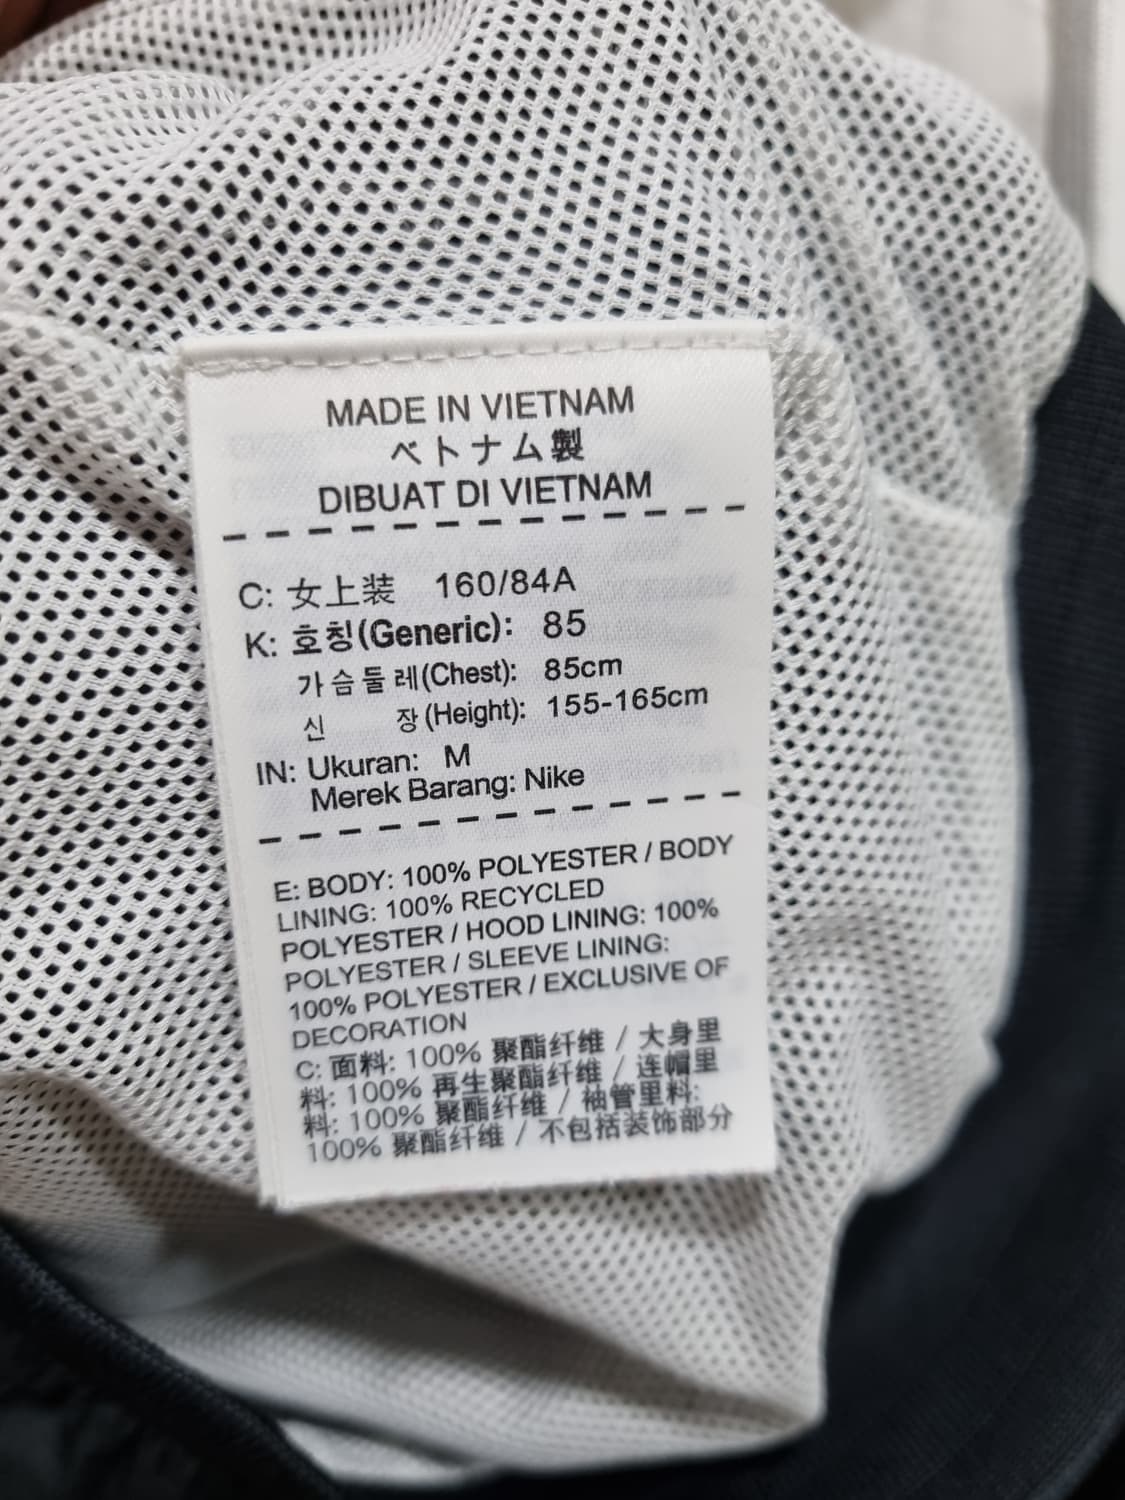 MADE IN VIETNAM
ベトナム製
DIBUAT DI VIETNAM
C: 女上装 160/84A
K: 호칭(Generic): 85
가슴둘레(Chest): 85cm
신 장(Height): 155-165cm
IN: Ukuran: M
Merek Barang: Nike
E: BODY: 100% POLYESTER / BODY
LINING: 100% RECYCLED
POLYESTER / HOOD LINING: 100%
POLYESTER / SLEEVE LINING:
100% POLYESTER / EXCLUSIVE OF
DECORATION
C: 面料: 100% 聚酯纤维 / 大身里
料: 100% 再生聚酯纤维 / 连帽里
料: 100% 聚酯纤维 / 袖管里料:
100% 聚酯纤维 / 不包括装饰部分